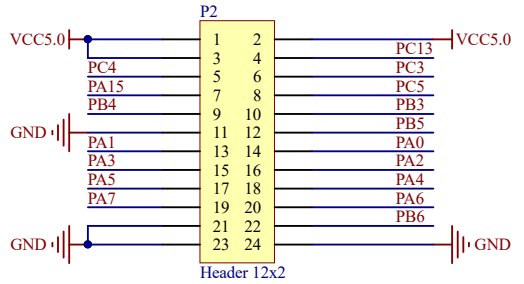 P2
VCC5.0 1 2 VCC5.0
3 4 PC13
PC4 5 6 PC3
PA15 7 8 PC5
PB4 9 10 PB3
GND 11 12 PB5
PA1 13 14 PA0
PA3 15 16 PA2
PA5 17 18 PA4
PA7 19 20 PA6
21 22 PB6
GND 23 24 GND
Header 12x2